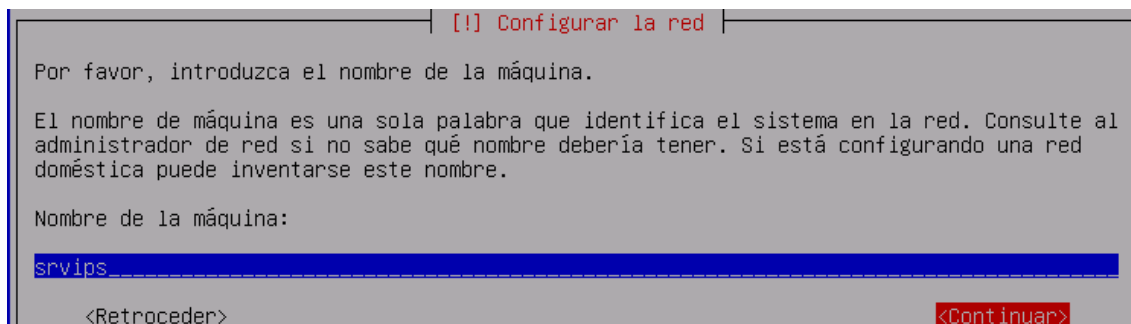 [!] Configurar la red
Por favor, introduzca el nombre de la máquina.
El nombre de máquina es una sola palabra que identifica el sistema en la red. Consulte al
administrador de red si no sabe qué nombre debería tener. Si está configurando una red
doméstica puede inventarse este nombre.
Nombre de la máquina:
srvips
<Retroceder> <Continuar>